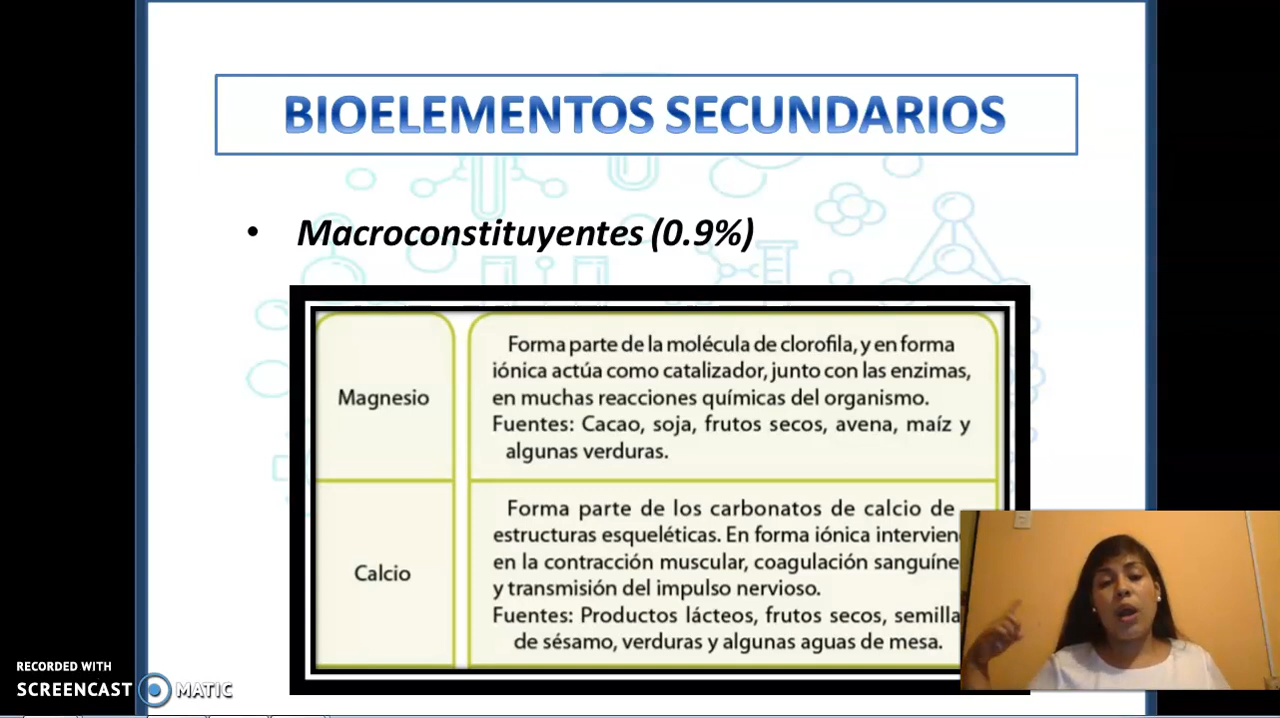 BIOELEMENTOS SECUNDARIOS
• Macroconstituyentes (0.9%)
Magnesio
Forma parte de la molécula de clorofila, y en forma
iónica actúa como catalizador, junto con las enzimas,
en muchas reacciones químicas del organismo.
Fuentes: Cacao, soja, frutos secos, avena, maíz y
algunas verduras.
Calcio
Forma parte de los carbonatos de calcio de
estructuras esqueléticas. En forma iónica intervien
en la contracción muscular, coagulación sanguíne
y transmisión del impulso nervioso.
Fuentes: Productos lácteos, frutos secos, semilla
de sésamo, verduras y algunas aguas de mesa.
RECORDED WITH
SCREENCAST MATIC